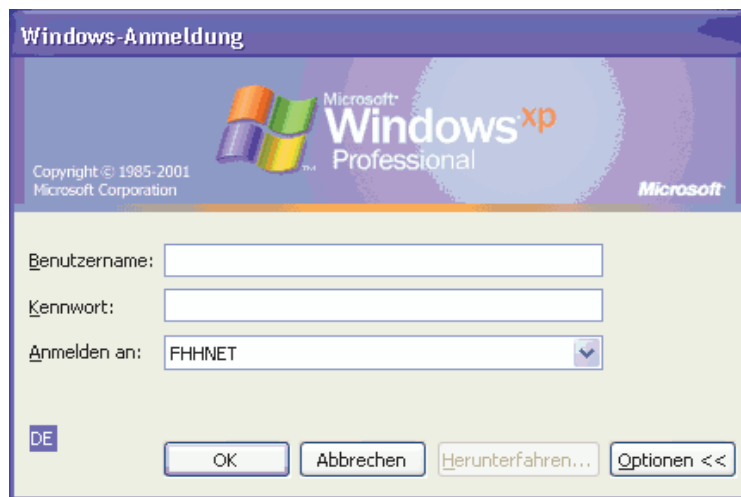 Windows-Anmeldung
Microsoft®
Windows xp
Professional
Copyright © 1985-2001
Microsoft Corporation
Microsoft
Benutzername:
Kennwort:
Anmelden an: FHHNET
DE
OK Abbrechen Herunterfahren... Optionen <<